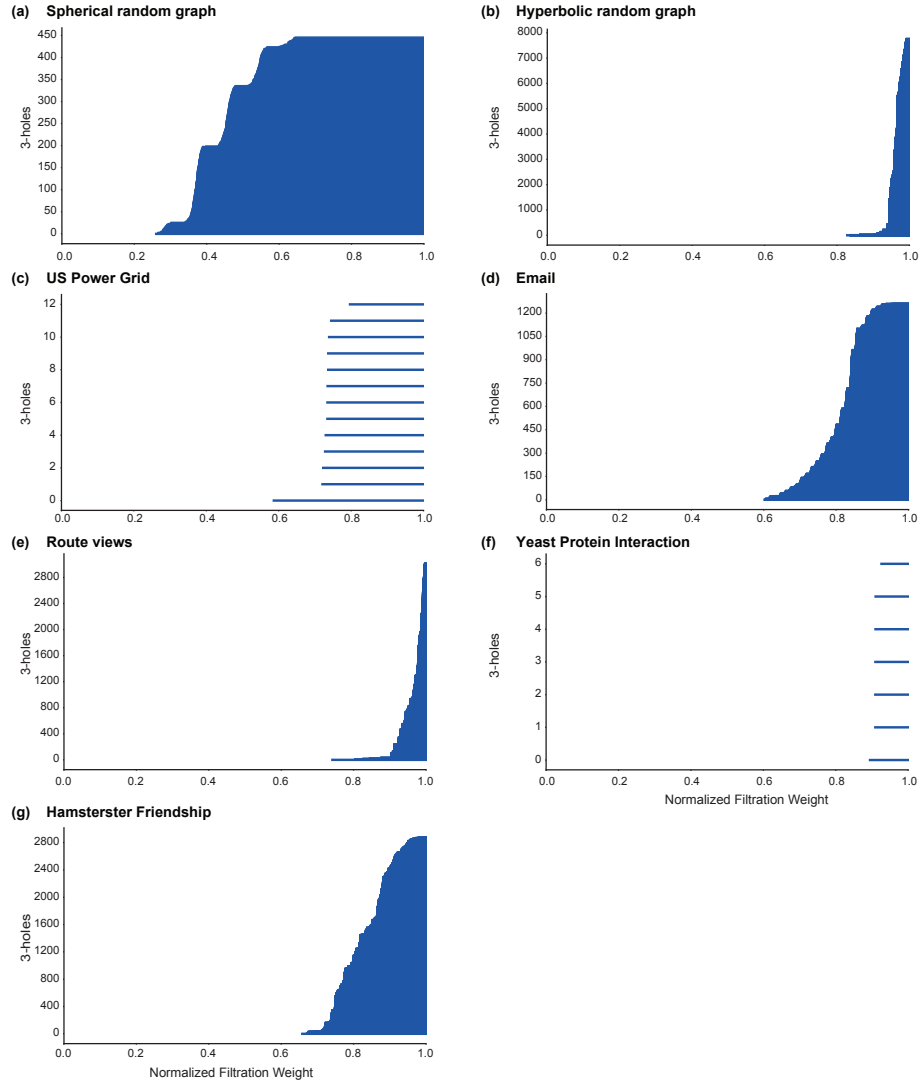 (a) Spherical random graph
450
400
350
300
250
200
150
100
50
0
3-holes
0.0 0.2 0.4 0.6 0.8 1.0
(b) Hyperbolic random graph
8000
7000
6000
5000
4000
3000
2000
1000
0
3-holes
0.0 0.2 0.4 0.6 0.8 1.0
(c) US Power Grid
12
10
8
6
4
2
0
3-holes
0.0 0.2 0.4 0.6 0.8 1.0
(d) Email
1200
1050
900
750
600
450
300
150
0
3-holes
0.0 0.2 0.4 0.6 0.8 1.0
(e) Route views
2800
2400
2000
1600
1200
800
400
0
3-holes
0.0 0.2 0.4 0.6 0.8 1.0
(f) Yeast Protein Interaction
6
5
4
3
2
1
0
3-holes
0.0 0.2 0.4 0.6 0.8 1.0
Normalized Filtration Weight
(g) Hamsterster Friendship
2800
2400
2000
1600
1200
800
400
0
3-holes
0.0 0.2 0.4 0.6 0.8 1.0
Normalized Filtration Weight